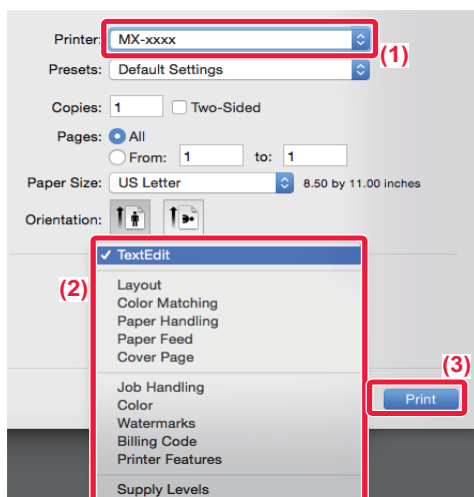 Printer: MX-xxxx
(1)
Presets: Default Settings
Copies: 1 Two-Sided
Pages: All
From: 1 to: 1
Paper Size: US Letter 8.50 by 11.00 inches
Orientation:
(2)
✓ TextEdit
Layout
Color Matching
Paper Handling
Paper Feed
Cover Page
Job Handling
Color
Watermarks
Billing Code
Printer Features
Supply Levels
(3)
Print